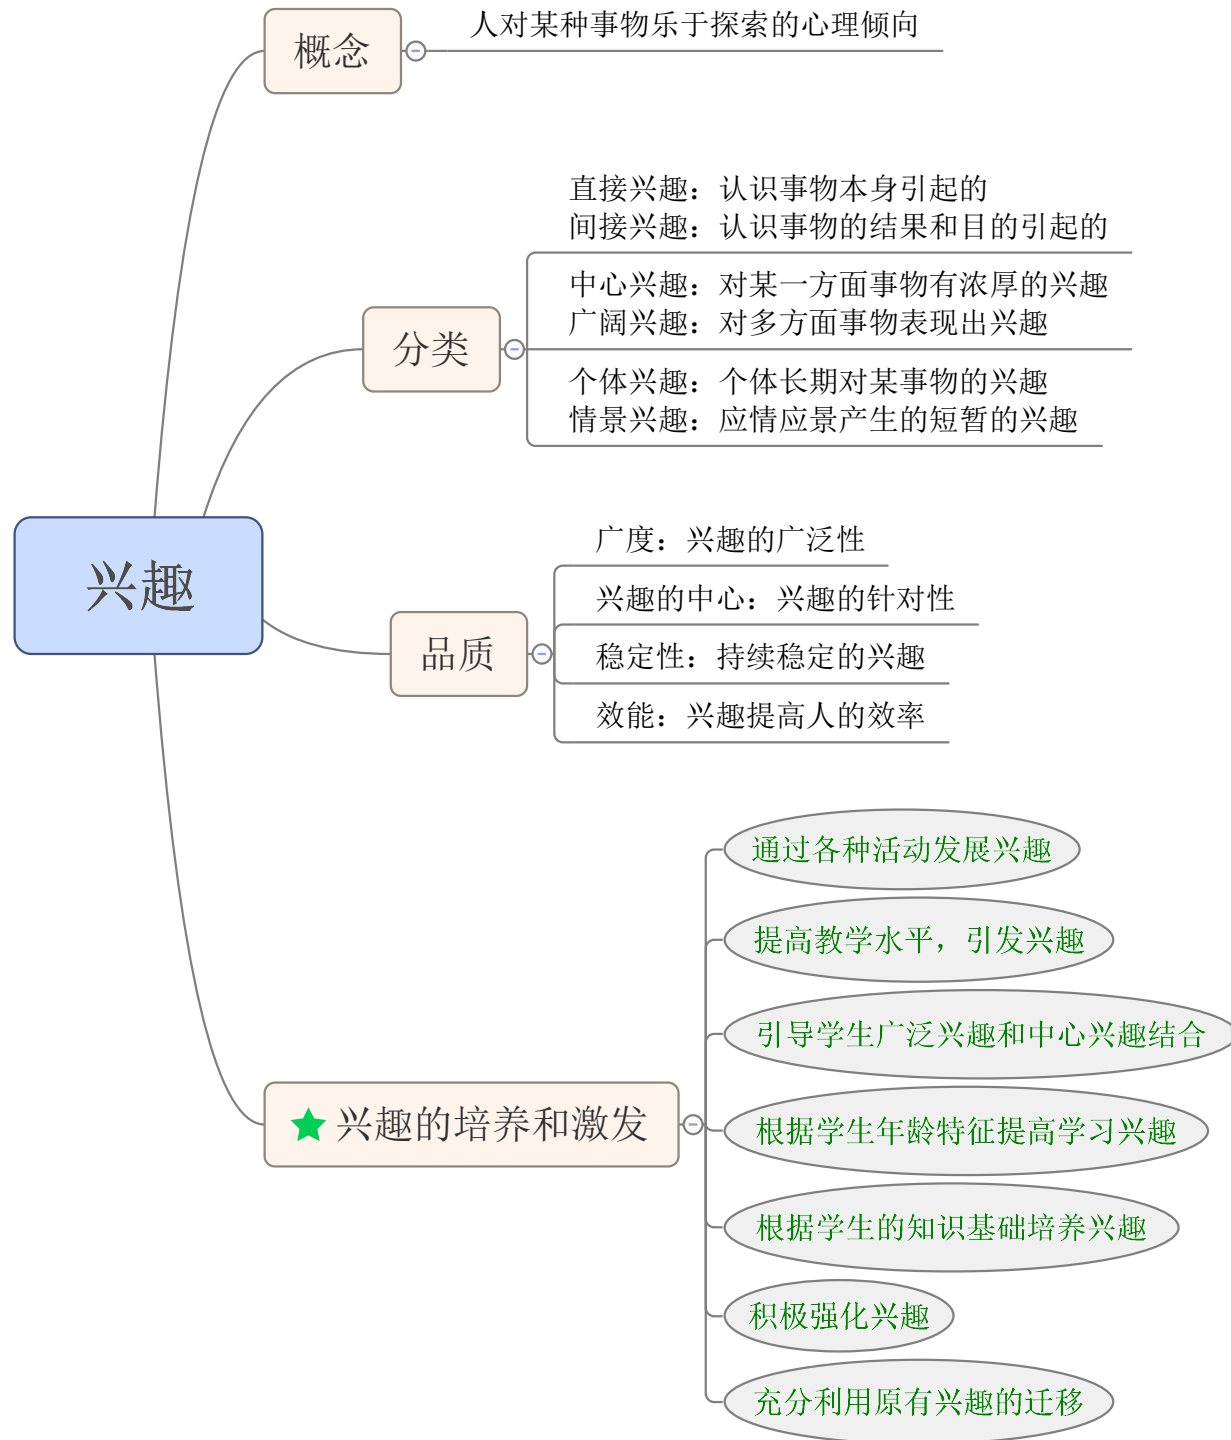 兴趣
概念
人对某种事物乐于探索的心理倾向
分类
直接兴趣：认识事物本身引起的
间接兴趣：认识事物的结果和目的引起的
中心兴趣：对某一方面事物有浓厚的兴趣
广阔兴趣：对多方面事物表现出兴趣
个体兴趣：个体长期对某事物的兴趣
情景兴趣：应情应景产生的短暂的兴趣
品质
广度：兴趣的广泛性
兴趣的中心：兴趣的针对性
稳定性：持续稳定的兴趣
效能：兴趣提高人的效率
兴趣的培养和激发
通过各种活动发展兴趣
提高教学水平，引发兴趣
引导学生广泛兴趣和中心兴趣结合
根据学生年龄特征提高学习兴趣
根据学生的知识基础培养兴趣
积极强化兴趣
充分利用原有兴趣的迁移